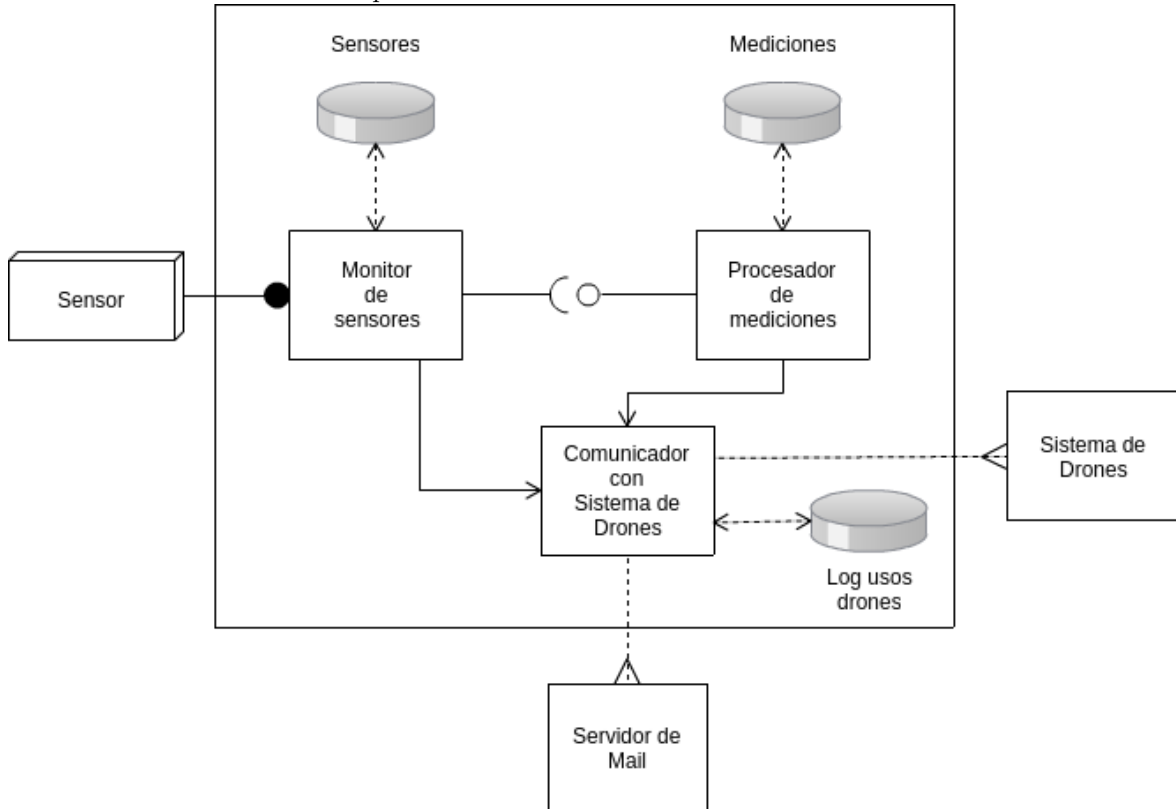 Sensores
Mediciones
Sensor
Monitor
de
sensores
Procesador
de
mediciones
Comunicador
con
Sistema de
Drones
Sistema de
Drones
Log usos
drones
Servidor de
Mail